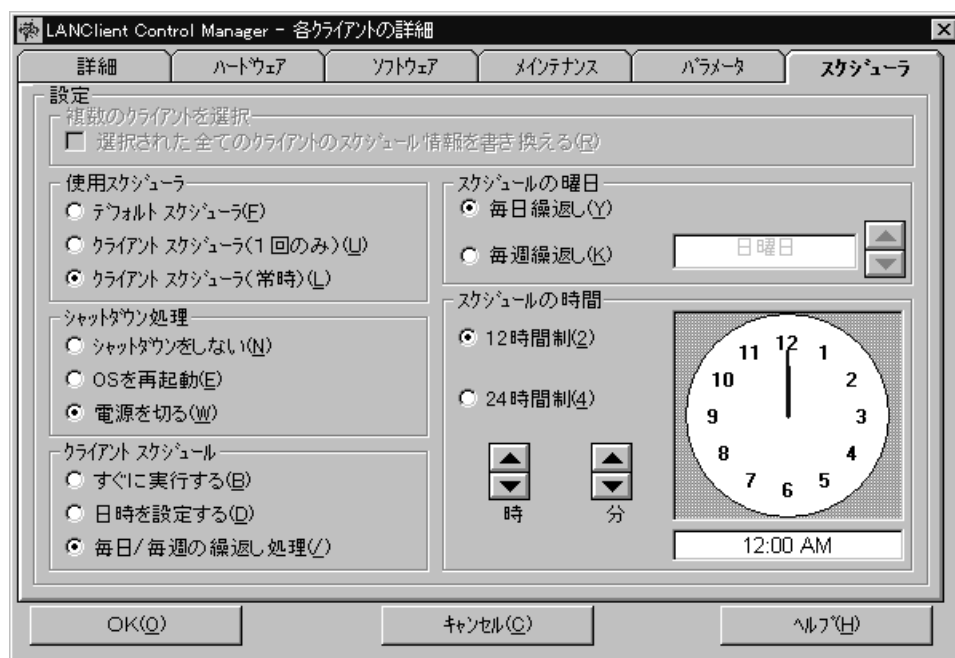 LANClient Control Manager - 各ｸﾗｲｱﾝﾄの詳細
詳細
ﾊｰﾄﾞｳｪｱ
ｿﾌﾄｳｪｱ
ﾒｲﾝﾃﾅﾝｽ
ﾊﾟﾗﾒｰﾀ
ｽｹｼﾞｭｰﾗ
設定
複数のｸﾗｲｱﾝﾄを選択
選択された全てのｸﾗｲｱﾝﾄのｽｹｼﾞｭｰﾙ情報を書き換える(R)
使用ｽｹｼﾞｭｰﾗ
ﾃﾞﾌｫﾙﾄ ｽｹｼﾞｭｰﾗ(F)
ｸﾗｲｱﾝﾄ ｽｹｼﾞｭｰﾗ(1回のみ)(U)
ｸﾗｲｱﾝﾄ ｽｹｼﾞｭｰﾗ(常時)(L)
ｼｬｯﾄﾀﾞｳﾝ処理
ｼｬｯﾄﾀﾞｳﾝをしない(N)
OSを再起動(E)
電源を切る(W)
ｸﾗｲｱﾝﾄ ｽｹｼﾞｭｰﾙ
すぐに実行する(B)
日時を設定する(D)
毎日/毎週の繰返し処理(/)
ｽｹｼﾞｭｰﾙの曜日
毎日繰返し(Y)
毎週繰返し(K)
日曜日
ｽｹｼﾞｭｰﾙの時間
12時間制(2)
24時間制(4)
時
分
12
1
2
3
4
5
6
7
8
9
10
11
12:00 AM
OK(O)
ｷｬﾝｾﾙ(C)
ﾍﾙﾌﾟ(H)